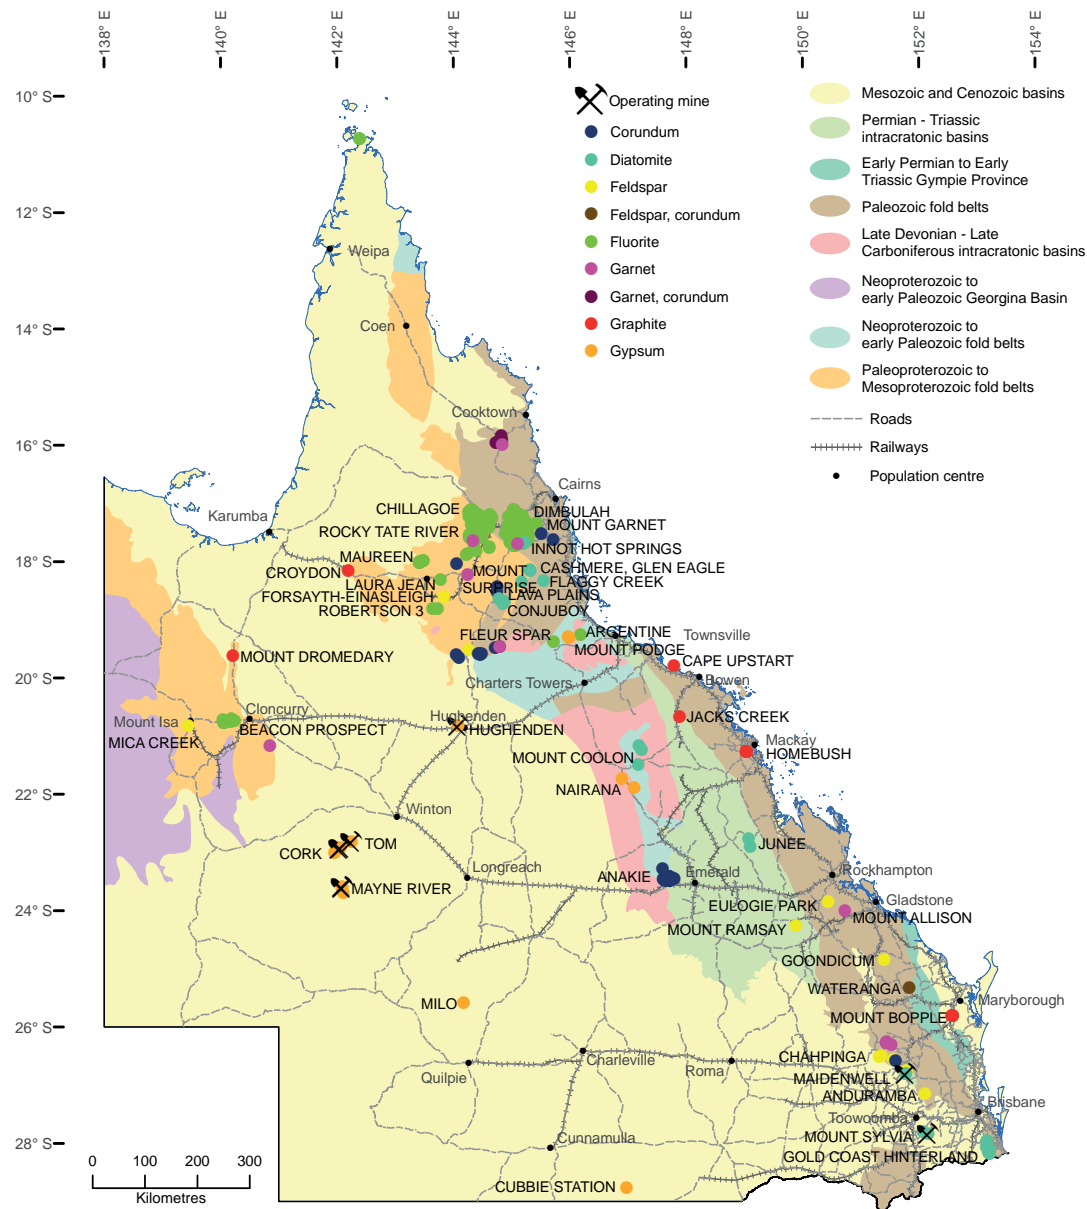 138° E
140° E
142° E
144° E
146° E
148° E
150° E
152° E
154° E
10° S
12° S
14° S
16° S
18° S
20° S
22° S
24° S
26° S
28° S
Operating mine
Corundum
Diatomite
Feldspar
Feldspar, corundum
Fluorite
Garnet
Garnet, corundum
Graphite
Gypsum
Mesozoic and Cenozoic basins
Permian - Triassic
intracratonic basins
Early Permian to Early
Triassic Gympie Province
Paleozoic fold belts
Late Devonian - Late
Carboniferous intracratonic basins
Neoproterozoic to
early Paleozoic Georgina Basin
Neoproterozoic to
early Paleozoic fold belts
Paleoproterozoic to
Mesoproterozoic fold belts
Roads
Railways
Population centre
Weipa
Coen
Cooktown
Cairns
Karumba
CHILLAGOE
DIMBULAH
ROCKY TATE RIVER
MOUNT GARNET
INNOT HOT SPRINGS
MAUREEN
CROYDON
MOUNT
SURPRISE
CASHMERE, GLEN EAGLE
LAURA JEAN
FLAGGY CREEK
FORSAYTH-EINASLEIGH
LAVA PLAINS
ROBERTSON 3
CONJUBOY
FLEUR SPAR
ARGENTINE
Townsville
MOUNT PODGE
MOUNT DROMEDARY
CAPE UPSTART
Charters Towers
Bowen
Cloncurry
Mount Isa
Hughenden
HUGHENDEN
JACKS CREEK
BEACON PROSPECT
MICA CREEK
Mackay
HOMEBUSH
MOUNT COOLON
NAIRANA
Winton
TOM
CORK
JUNEE
Longreach
MAYNE RIVER
ANAKIE
Emerald
Rockhampton
EULOGIE PARK
Gladstone
MOUNT ALLISON
MOUNT RAMSAY
GOONDICUM
WATERANGA
Maryborough
MILO
MOUNT BOPPLE
Charleville
Quilpie
Roma
CHAHPINGA
MAIDENWELL
ANDURAMBA
Brisbane
Toowoomba
MOUNT SYLVIA
Cunnamulla
GOLD COAST HINTERLAND
CUBBIE STATION
0 100 200 300
Kilometres